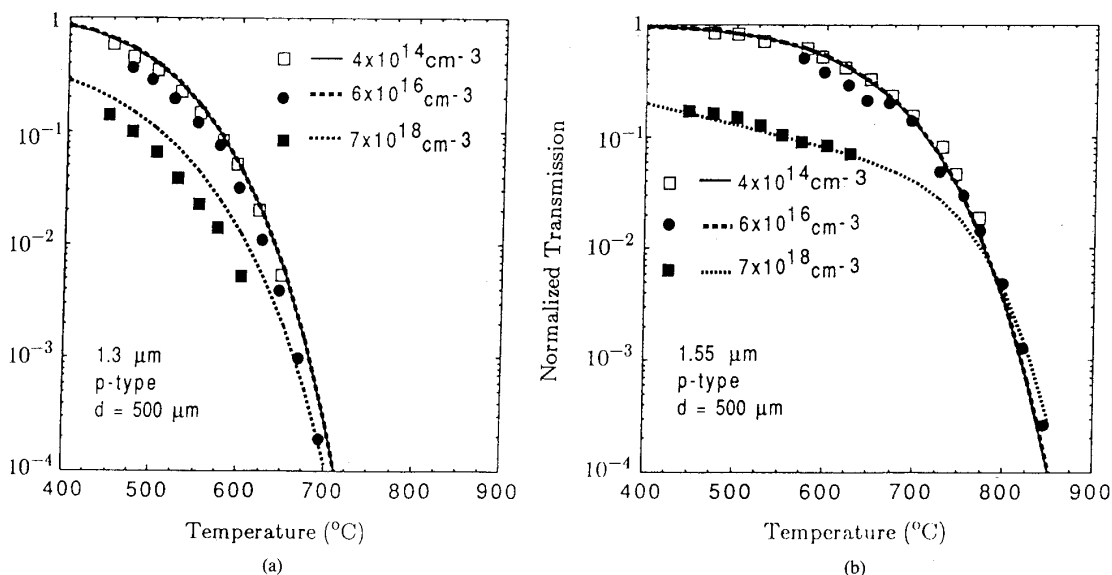 1
10⁻¹
10⁻²
10⁻³
10⁻⁴
4x10¹⁴cm-3
6x10¹⁶cm-3
7x10¹⁸cm-3
1.3 μm
p-type
d = 500 μm
400 500 600 700 800 900
Temperature (°C)
(a)
Normalized Transmission
1
10⁻¹
10⁻²
10⁻³
10⁻⁴
4x10¹⁴cm-3
6x10¹⁶cm-3
7x10¹⁸cm-3
1.55 μm
p-type
d = 500 μm
400 500 600 700 800 900
Temperature (°C)
(b)